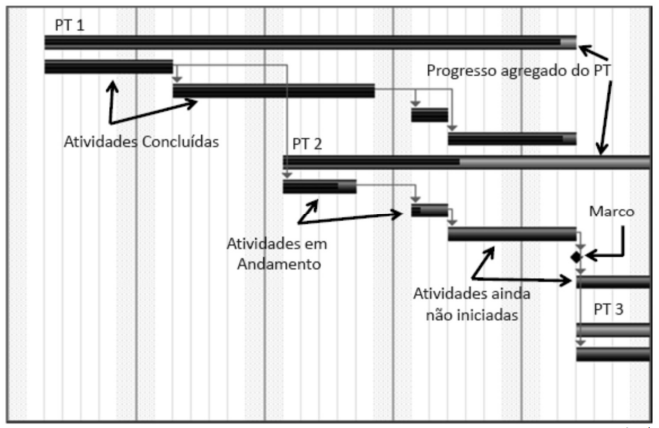 PT 1
Progresso agregado do PT
Atividades Concluídas
PT 2
Marco
Atividades em
Andamento
Atividades ainda
não iniciadas
PT 3